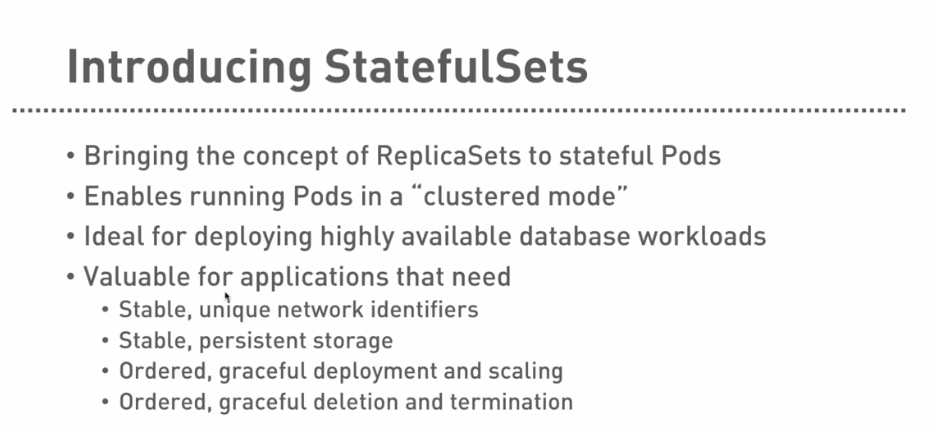 Introducing StatefulSets
• Bringing the concept of ReplicaSets to stateful Pods
• Enables running Pods in a “clustered mode”
• Ideal for deploying highly available database workloads
• Valuable for applications that need
• Stable, unique network identifiers
• Stable, persistent storage
• Ordered, graceful deployment and scaling
• Ordered, graceful deletion and termination